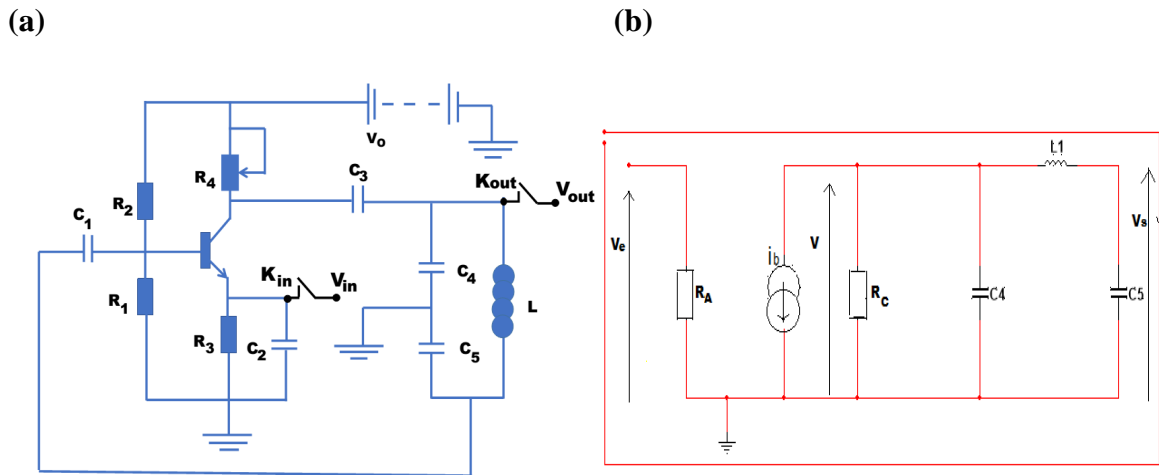 (a)
(b)
V₀
R₄
C₃
Kout
Vout
R₂
C₁
Kin
Vin
C₄
L
R₁
R₃
C₂
C₅
L1
Ve
V
Vs
ib
RA
RC
C4
C5